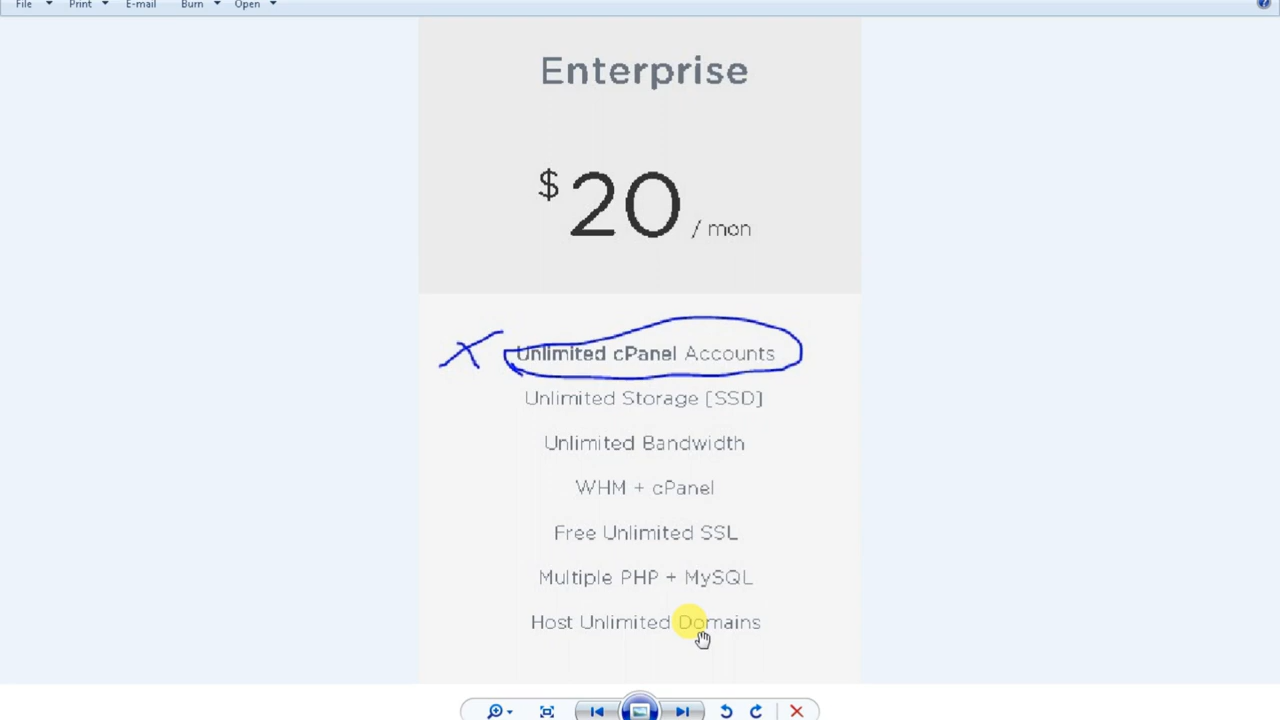 File Print E-mail Burn Open
Enterprise
$20 / mon
Unlimited cPanel Accounts
Unlimited Storage [SSD]
Unlimited Bandwidth
WHM + cPanel
Free Unlimited SSL
Multiple PHP + MySQL
Host Unlimited Domains